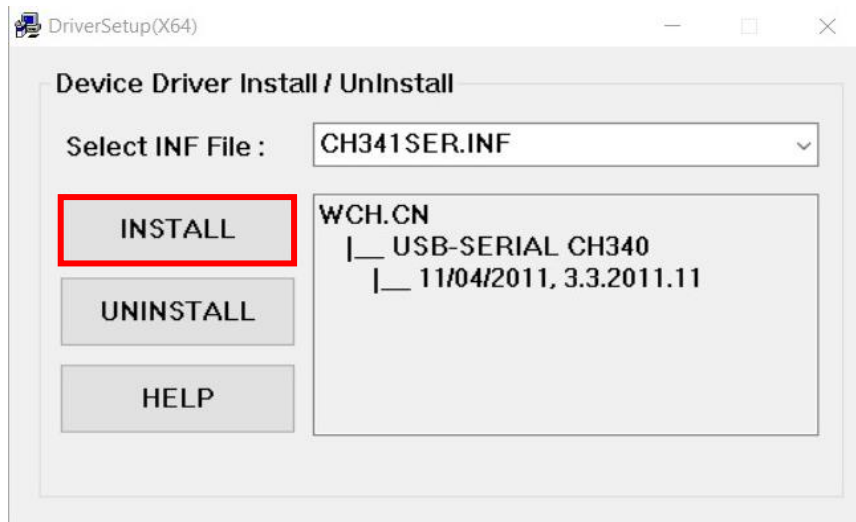 DriverSetup(X64)
Device Driver Install / UnInstall
Select INF File :
CH341SER.INF
INSTALL
UNINSTALL
HELP
WCH.CN
|__ USB-SERIAL CH340
|__ 11/04/2011, 3.3.2011.11